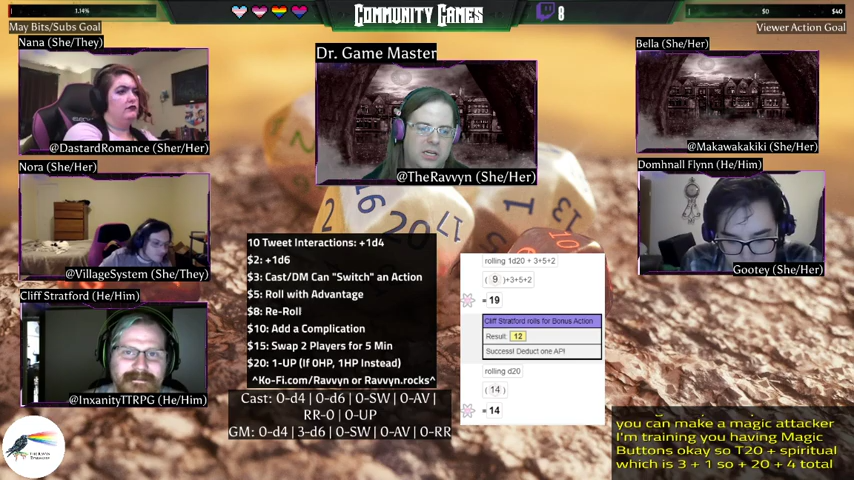 1.14%
COMMUNITY GAMES
8
$0
$40
May Bits/Subs Goal
Viewer Action Goal
Nana (She/They)
@DastardRomance (Sher/Her)
Dr. Game Master
@TheRavvyn (She/Her)
Bella (She/Her)
@Makawakakiki (She/Her)
Nora (She/Her)
@VillageSystem (She/They)
Domhnall Flynn (He/Him)
Gootey (She/They)
Cliff Stratford (He/Him)
@InxanityTTRPG (He/Him)
10 Tweet Interactions: +1d4
$2: +1d6
$3: Cast/DM Can "Switch" an Action
$5: Roll with Advantage
$8: Re-Roll
$10: Add a Complication
$15: Swap 2 Players for 5 Min
$20: 1-UP (If 0HP, 1HP Instead)
^Ko-Fi.com/Ravvyn or Ravvyn.rocks^
Cast: 0-d4 | 0-d6 | 0-SW | 0-AV |
RR-0 | 0-UP
GM: 0-d4 | 3-d6 | 0-SW | 0-AV | 0-RR
rolling 1d20 + 3+5+2
( 9 )+3+5+2
= 19
Cliff Stratford rolls for Bonus Action
Result: 12
Success! Deduct one AP!
rolling d20
( 14 )
= 14
you can make a magic attacker
I'm training you having Magic
Buttons okay so T20 + spiritual
which is 3 + 1 so + 20 + 4 total